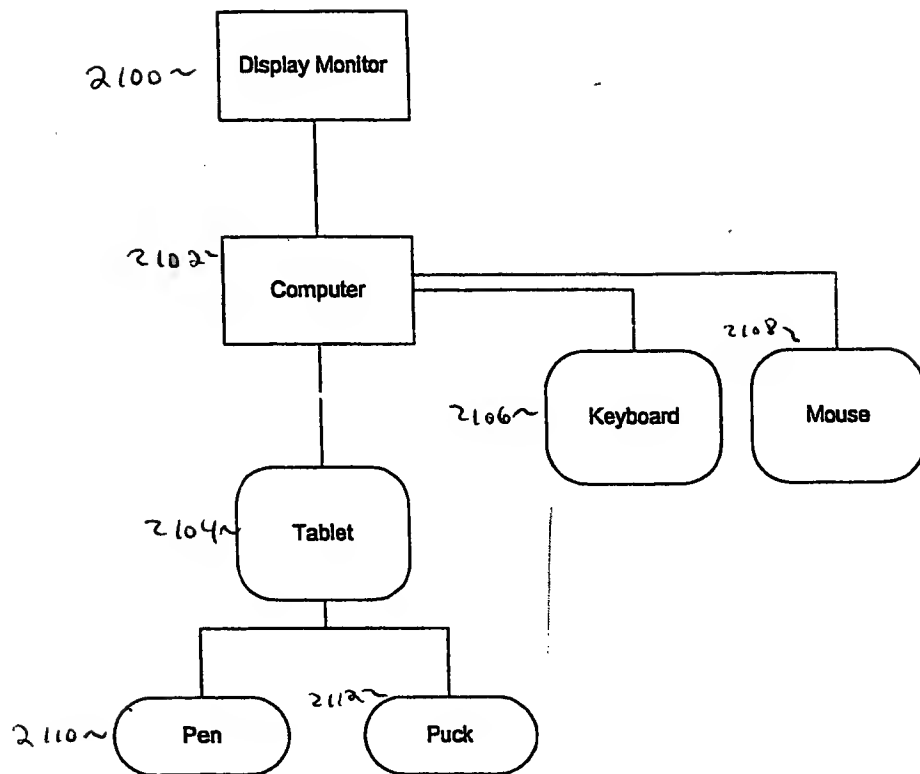 2100~ Display Monitor
2102~ Computer
2108~
2106~ Keyboard Mouse
2104~ Tablet
2112~
2110~ Pen Puck